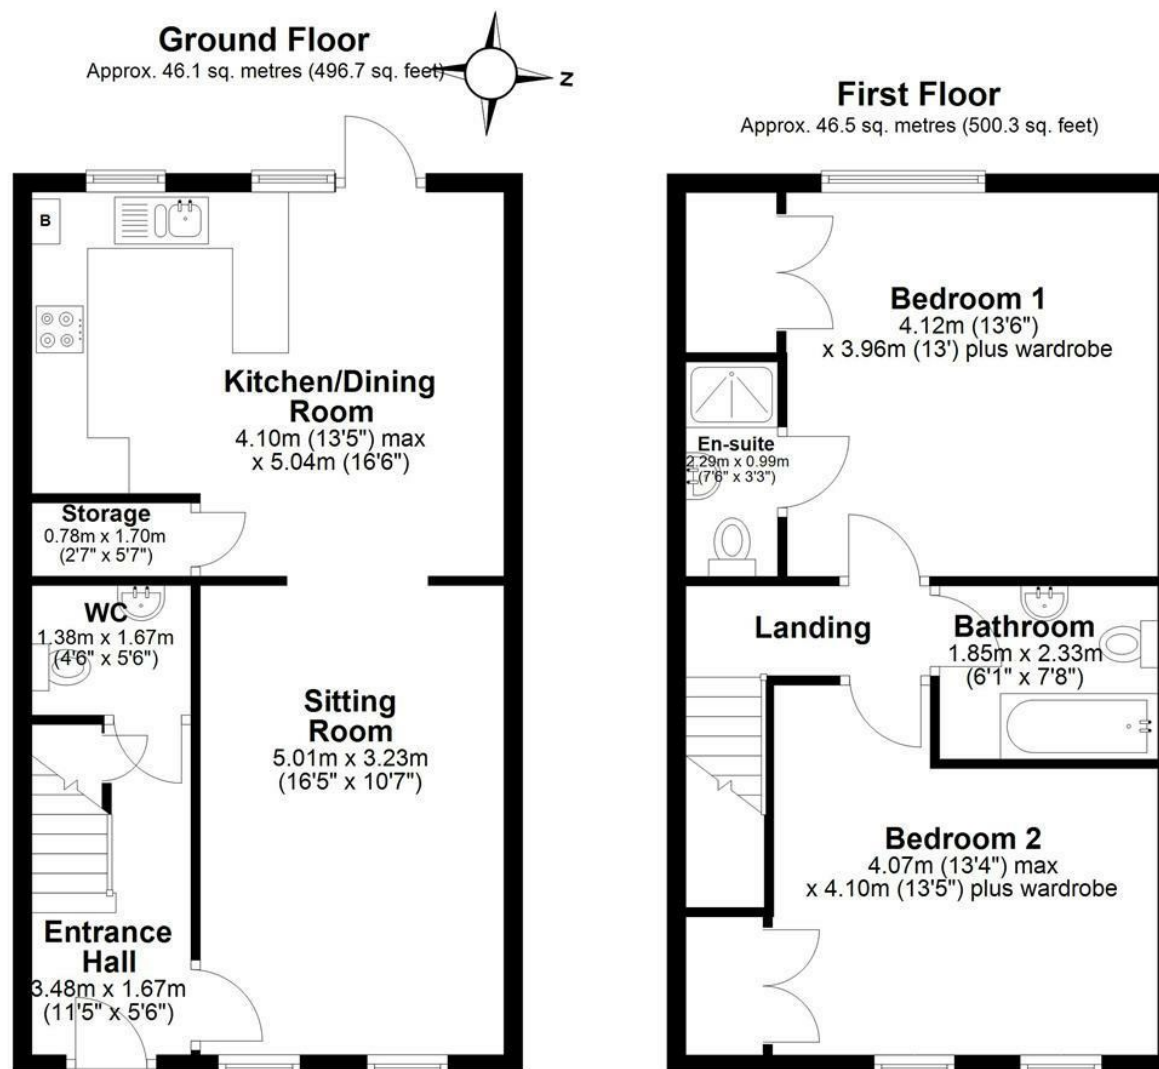 Ground Floor
Approx. 46.1 sq. metres (496.7 sq. feet)
N
B
Kitchen/Dining
Room
4.10m (13'5") max
x 5.04m (16'6")
Storage
0.78m x 1.70m
(2'7" x 5'7")
WC
1.38m x 1.67m
(4'6" x 5'6")
Sitting
Room
5.01m x 3.23m
(16'5" x 10'7")
Entrance
Hall
3.48m x 1.67m
(11'5" x 5'6")
First Floor
Approx. 46.5 sq. metres (500.3 sq. feet)
Bedroom 1
4.12m (13'6")
x 3.96m (13') plus wardrobe
En-suite
2.29m x 0.99m
(7'6" x 3'3")
Landing
Bathroom
1.85m x 2.33m
(6'1" x 7'8")
Bedroom 2
4.07m (13'4") max
x 4.10m (13'5") plus wardrobe